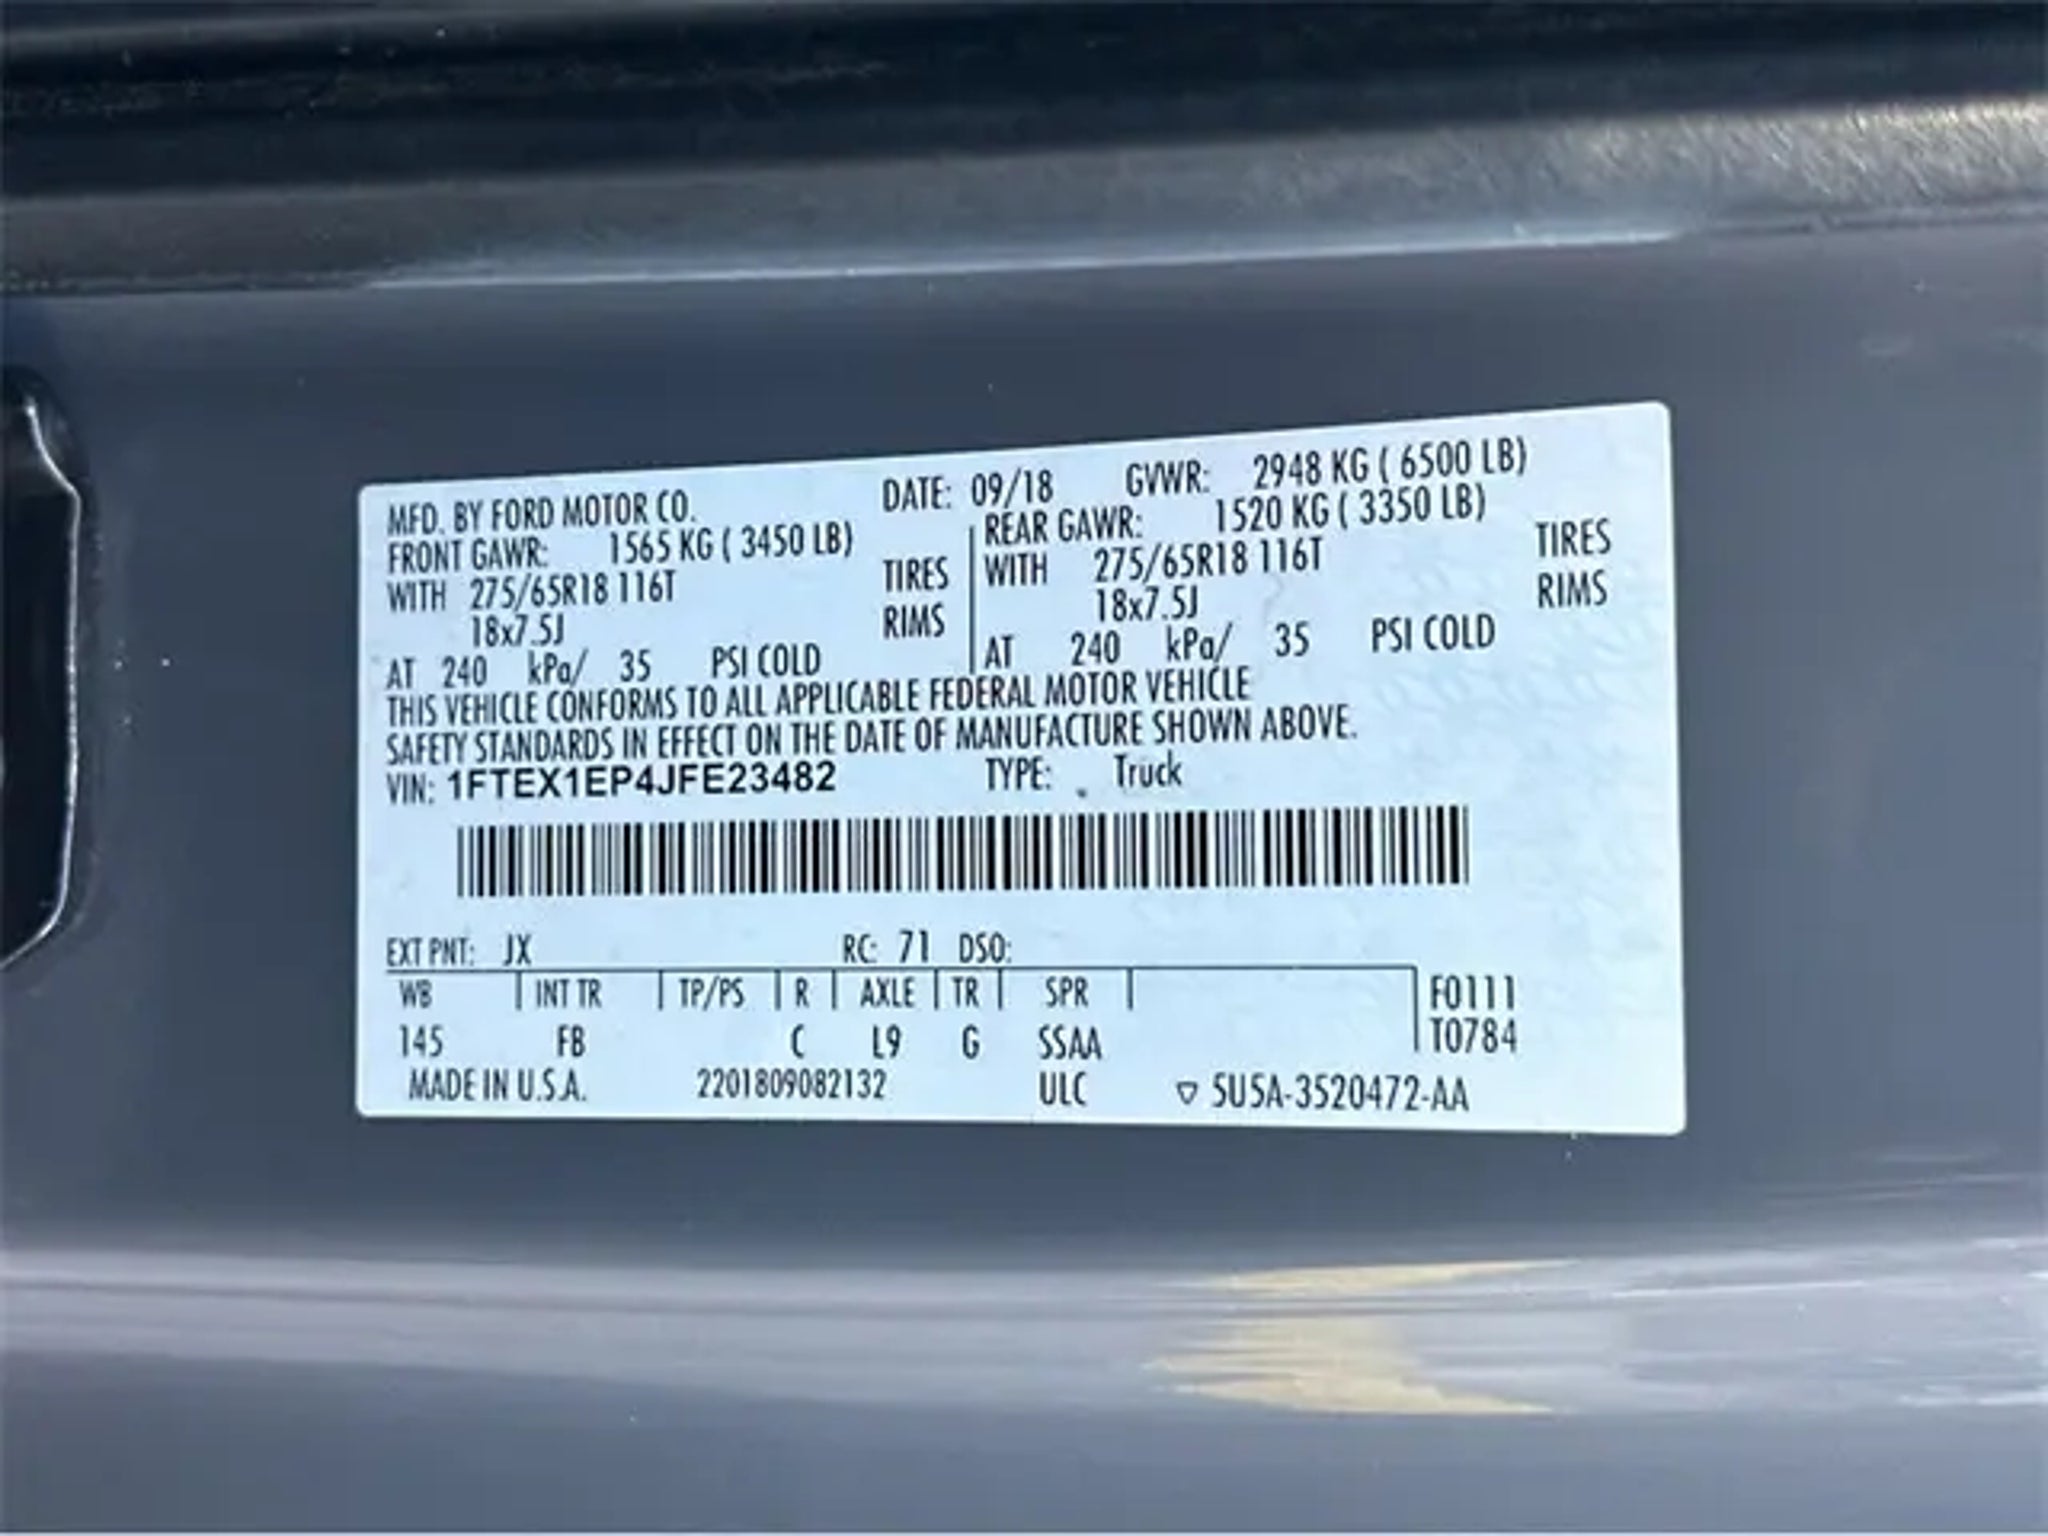 MFD. BY FORD MOTOR CO. DATE: 09/18 GVWR: 2948 KG ( 6500 LB)
FRONT GAWR: 1565 KG ( 3450 LB) REAR GAWR: 1520 KG ( 3350 LB)
WITH 275/65R18 116T TIRES WITH 275/65R18 116T TIRES
18x7.5J RIMS 18x7.5J RIMS
AT 240 kPa/ 35 PSI COLD AT 240 kPa/ 35 PSI COLD
THIS VEHICLE CONFORMS TO ALL APPLICABLE FEDERAL MOTOR VEHICLE
SAFETY STANDARDS IN EFFECT ON THE DATE OF MANUFACTURE SHOWN ABOVE.
VIN: 1FTEX1EP4JFE23482 TYPE: Truck
EXT PNT: JX RC: 71 DSO:
WB INT TR TP/PS R AXLE TR SPR F0111
145 FB C L9 G SSAA T0784
MADE IN U.S.A. 2201809082132 ULC ▽ 5U5A-3520472-AA